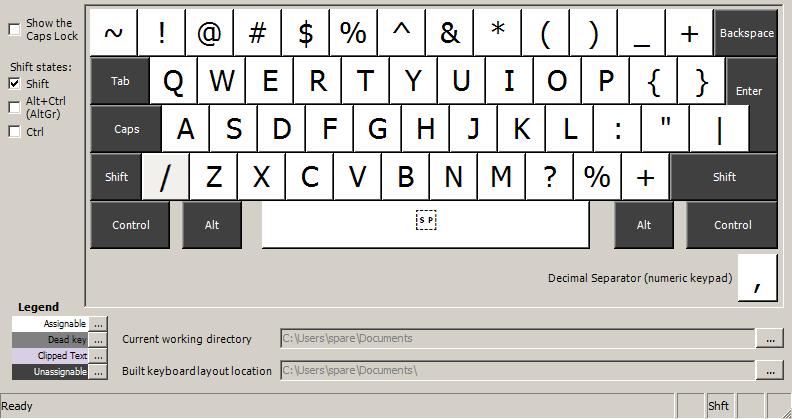 Show the
Caps Lock
Shift states:
Shift
Alt+Ctrl
(AltGr)
Ctrl
~ ! @ # $ % ^ & * ( ) _ + Backspace
Tab Q W E R T Y U I O P { } Enter
Caps A S D F G H J K L : " |
Shift / Z X C V B N M ? % + Shift
Control Alt SP Alt Control
Decimal Separator (numeric keypad) ,
Legend
Assignable ...
Dead key ...
Clipped Text ...
Unassignable ...
Current working directory C:\Users\spare\Documents ...
Built keyboard layout location C:\Users\spare\Documents\ ...
Ready Shft